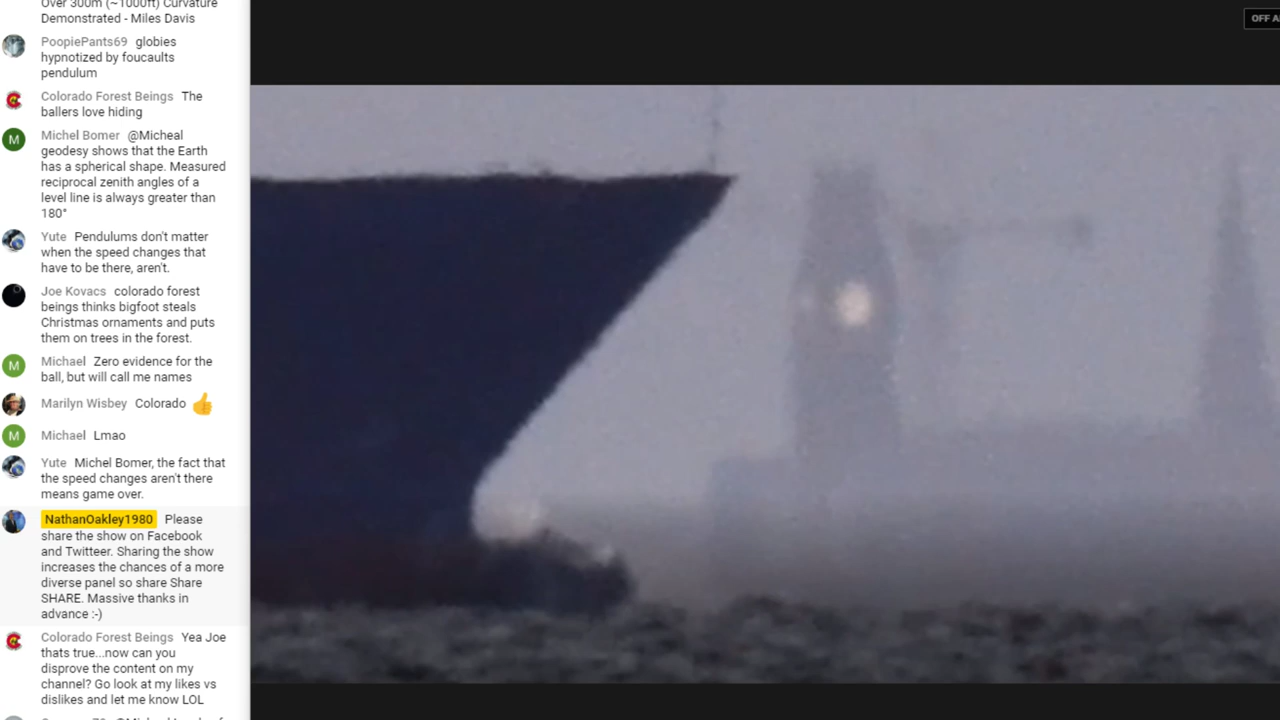 Over 300m (~1000ft) Curvature
Demonstrated - Miles Davis
PoopiePants69 globies
hypnotized by foucaults
pendulum
Colorado Forest Beings The
ballers love hiding
M
Michel Bomer @Micheal
geodesy shows that the Earth
has a spherical shape. Measured
reciprocal zenith angles of a
level line is always greater than
180°
Yute Pendulums don't matter
when the speed changes that
have to be there, aren't.
Joe Kovacs colorado forest
beings thinks bigfoot steals
Christmas ornaments and puts
them on trees in the forest.
M
Michael Zero evidence for the
ball, but will call me names
Marilyn Wisbey Colorado 👍
M
Michael Lmao
Yute Michel Bomer, the fact that
the speed changes aren't there
means game over.
NathanOakley1980 Please
share the show on Facebook
and Twitteer. Sharing the show
increases the chances of a more
diverse panel so share Share
SHARE. Massive thanks in
advance :-)
Colorado Forest Beings Yea Joe
thats true...now can you
disprove the content on my
channel? Go look at my likes vs
dislikes and let me know LOL
OFF A